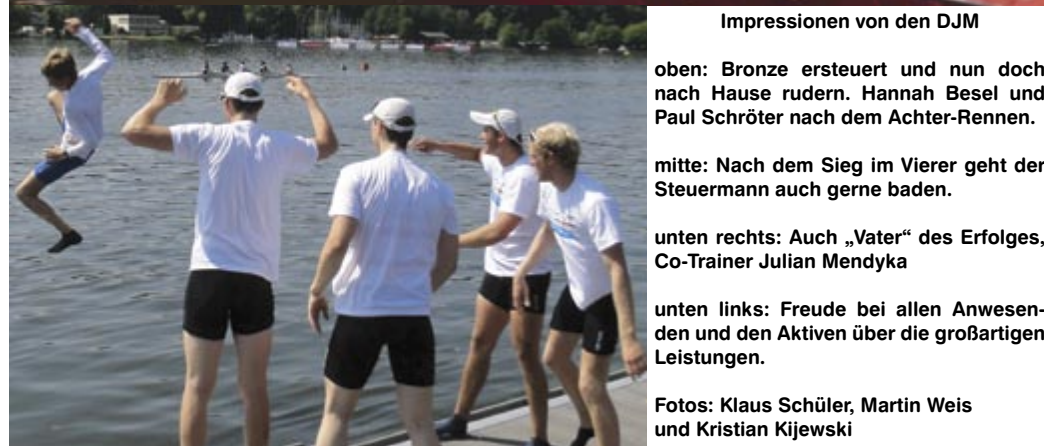 Impressionen von den DJM
oben: Bronze ersteuert und nun doch
nach Hause rudern. Hannah Besel und
Paul Schröter nach dem Achter-Rennen.
mitte: Nach dem Sieg im Vierer geht der
Steuermann auch gerne baden.
unten rechts: Auch „Vater“ des Erfolges,
Co-Trainer Julian Mendyka
unten links: Freude bei allen Anwesen-
den und den Aktiven über die großartigen
Leistungen.
Fotos: Klaus Schüler, Martin Weis
und Kristian Kijewski